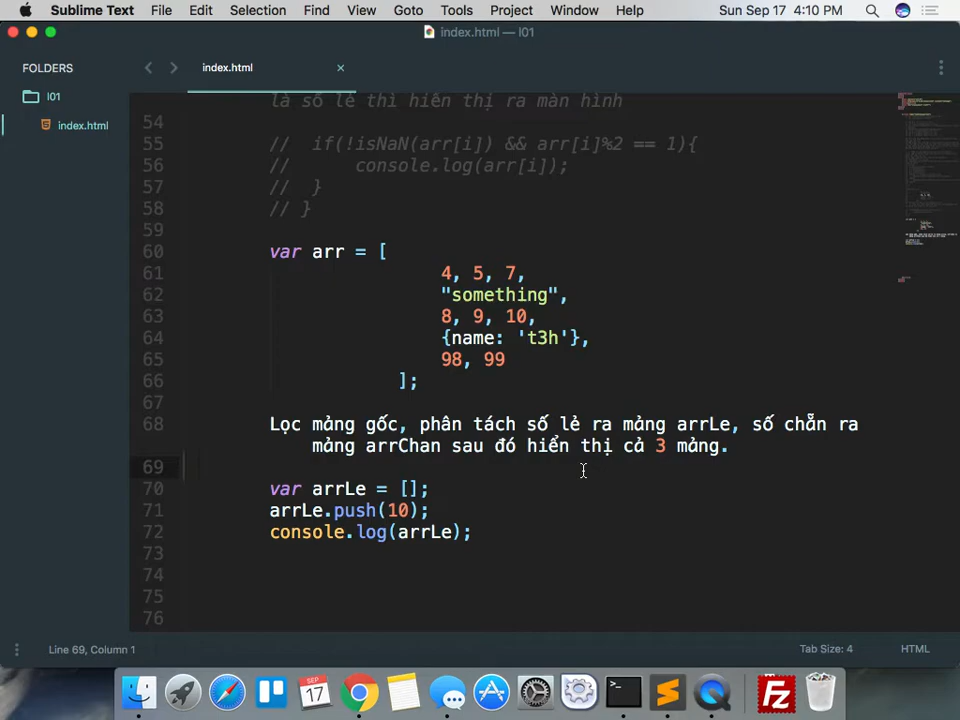 Sublime Text File Edit Selection Find View Goto Tools Project Window Help Sun Sep 17 4:10 PM
index.html — l01
FOLDERS
index.html
l01
index.html
là số lẻ thì hiển thị ra màn hình
54
55 // if(!isNaN(arr[i]) && arr[i]%2 == 1){
56 // console.log(arr[i]);
57 // }
58 // }
59
60 var arr = [
61 4, 5, 7,
62 "something",
63 8, 9, 10,
64 {name: 't3h'},
65 98, 99
66 ];
67
68 Lọc mảng gốc, phân tách số lẻ ra mảng arrLe, số chẵn ra
mảng arrChan sau đó hiển thị cả 3 mảng.
69
70 var arrLe = [];
71 arrLe.push(10);
72 console.log(arrLe);
73
74
75
76
Line 69, Column 1 Tab Size: 4 HTML
SEP
17